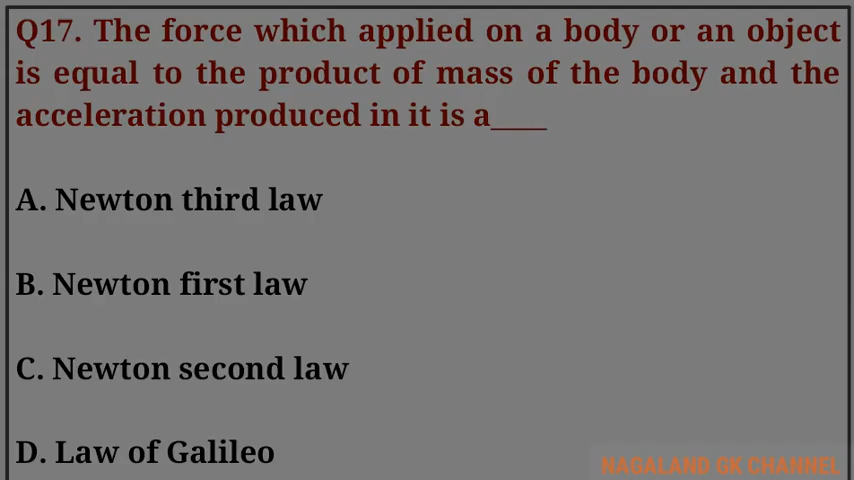 Q17. The force which applied on a body or an object
is equal to the product of mass of the body and the
acceleration produced in it is a____
A. Newton third law
B. Newton first law
C. Newton second law
D. Law of Galileo
NAGALAND GK CHANNEL